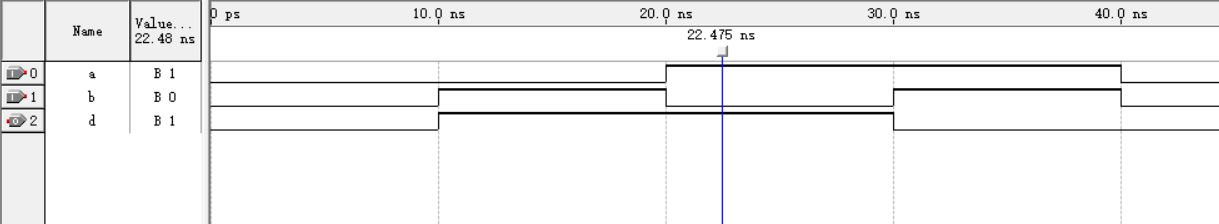 0 ps 10.0 ns 20.0 ns 30.0 ns 40.0 ns
Name Value... 22.48 ns
22.475 ns
0 a B 1
1 b B 0
2 d B 1